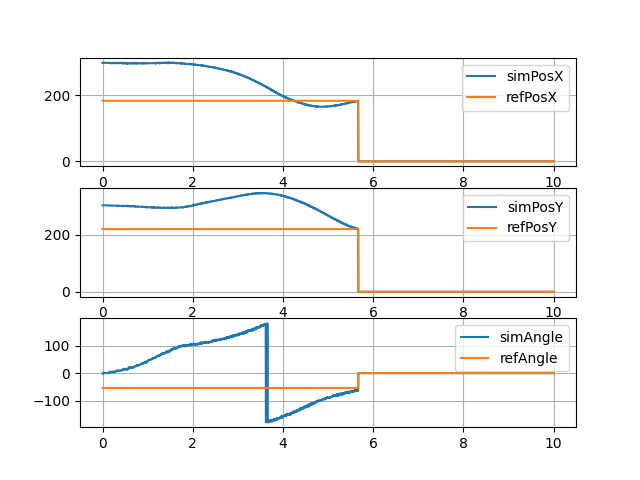 200
0
simPosX
refPosX
0 2 4 6 8 10
200
0
simPosY
refPosY
0 2 4 6 8 10
100
0
−100
simAngle
refAngle
0 2 4 6 8 10